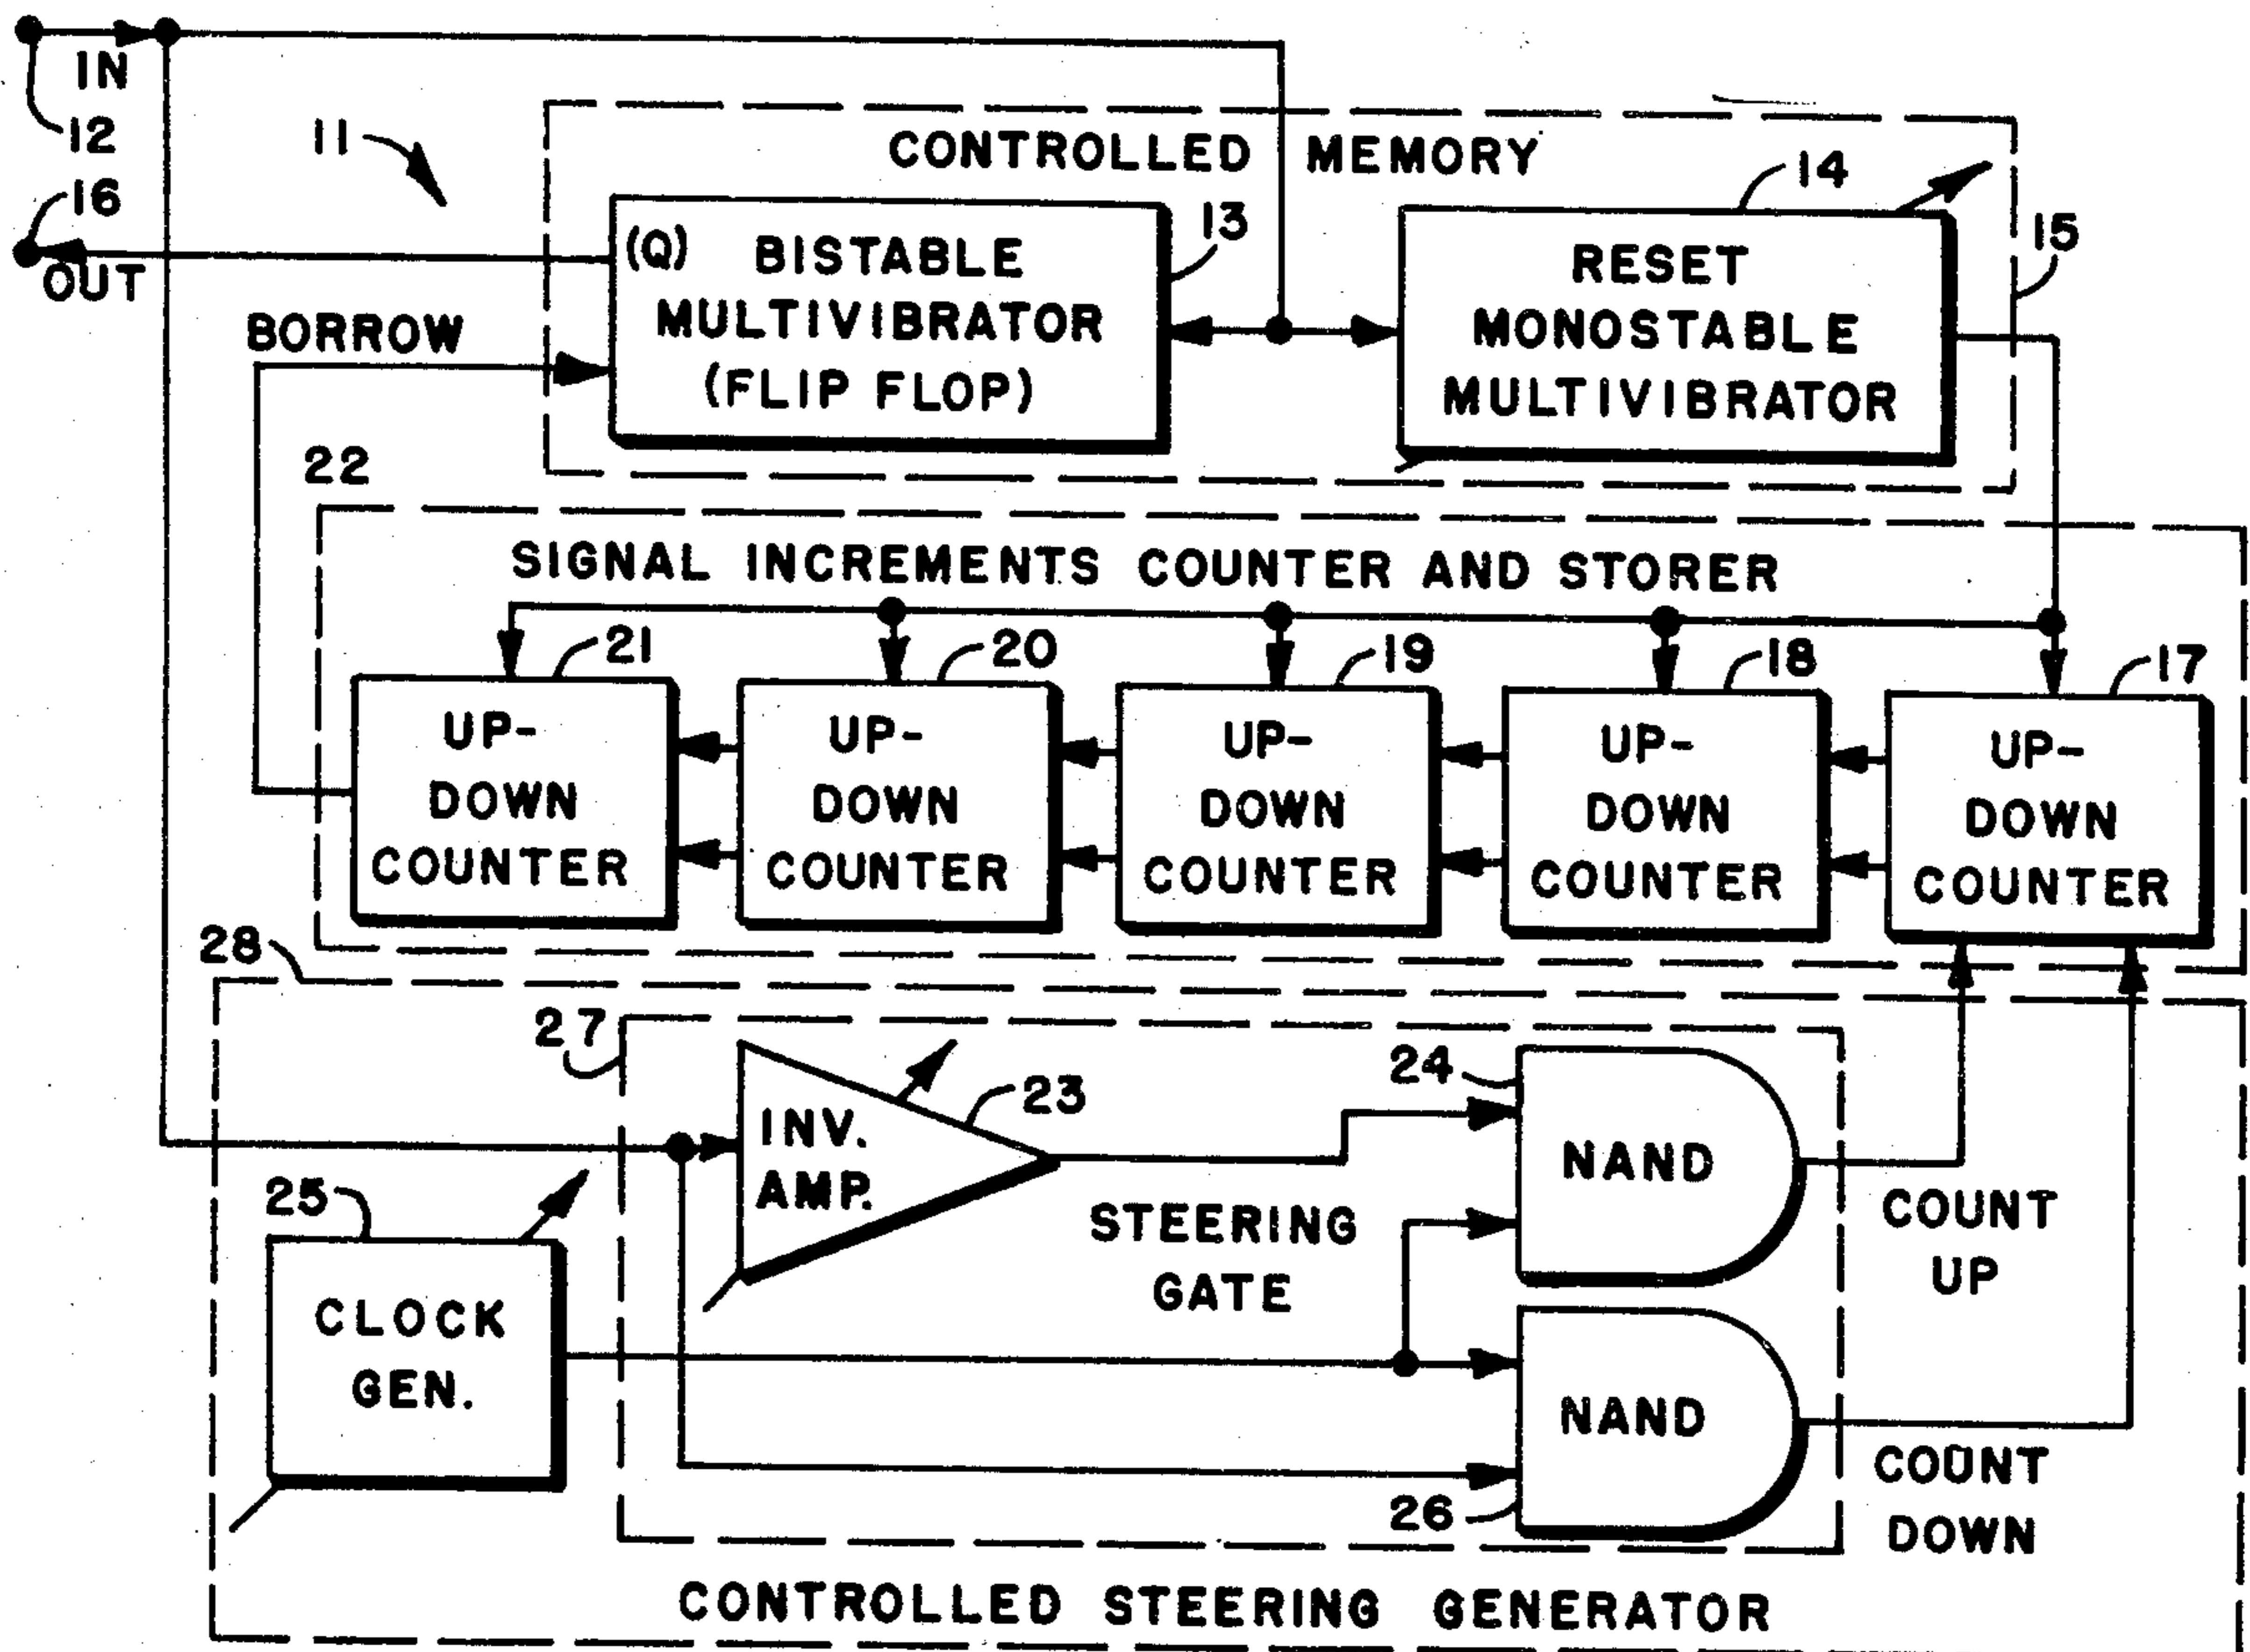 IN
12
11
CONTROLLED MEMORY
14
16
OUT
(Q) BISTABLE
MULTIVIBRATOR
(FLIP FLOP)
13
RESET
MONOSTABLE
MULTIVIBRATOR
15
BORROW
22
SIGNAL INCREMENTS COUNTER AND STORER
21
20
19
18
17
UP-
DOWN
COUNTER
UP-
DOWN
COUNTER
UP-
DOWN
COUNTER
UP-
DOWN
COUNTER
UP-
DOWN
COUNTER
28
27
23
24
INV.
AMP.
NAND
25
STEERING
GATE
COUNT
UP
CLOCK
GEN.
NAND
26
COUNT
DOWN
CONTROLLED STEERING GENERATOR